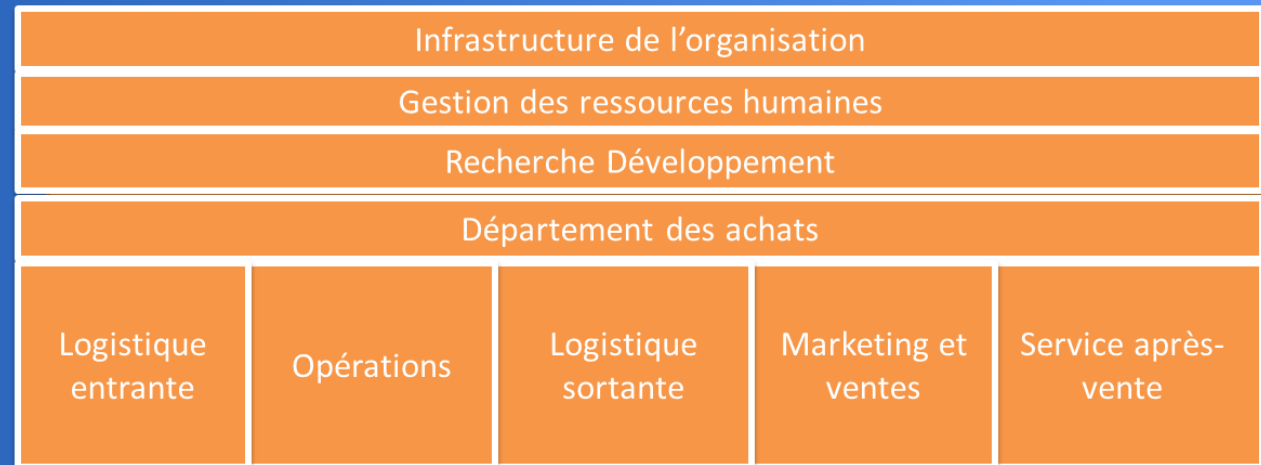 Infrastructure de l’organisation
Gestion des ressources humaines
Recherche Développement
Département des achats
Logistique
entrante
Opérations
Logistique
sortante
Marketing et
ventes
Service après-
vente